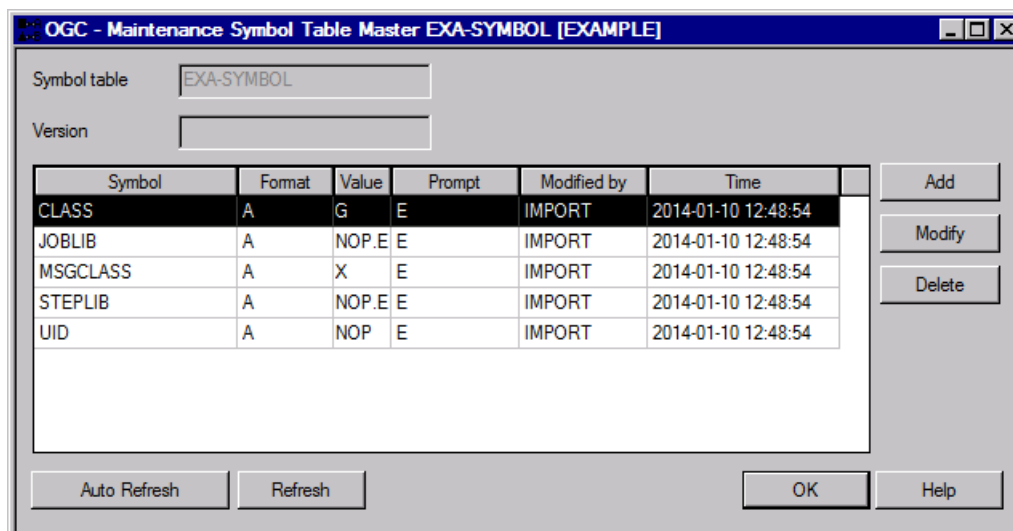 OGC - Maintenance Symbol Table Master EXA-SYMBOL [EXAMPLE]
Symbol table EXA-SYMBOL
Version
Symbol Format Value Prompt Modified by Time
CLASS A G E IMPORT 2014-01-10 12:48:54
JOBLIB A NOP.E E IMPORT 2014-01-10 12:48:54
MSGCLASS A X E IMPORT 2014-01-10 12:48:54
STEPLIB A NOP.E E IMPORT 2014-01-10 12:48:54
UID A NOP E IMPORT 2014-01-10 12:48:54
Add
Modify
Delete
Auto Refresh Refresh OK Help